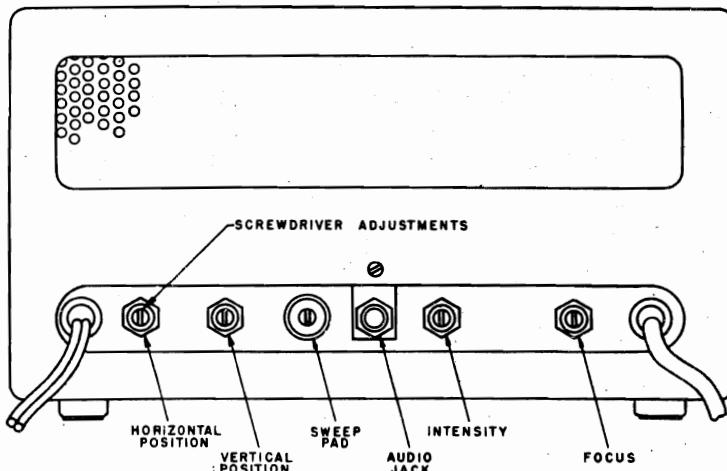 SCREWDRIVER ADJUSTMENTS
HORIZONTAL
POSITION
VERTICAL
POSITION
SWEEP
PAD
AUDIO
JACK
INTENSITY
FOCUS